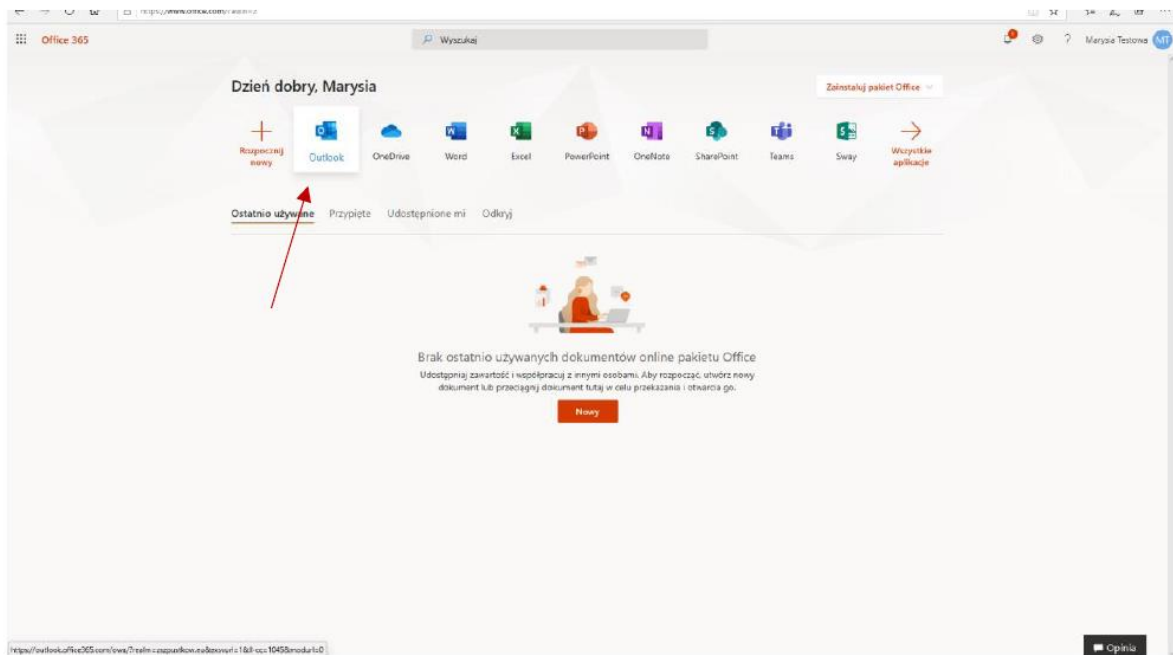 Office 365
Wyszukaj
Marysia Testowa MT
Dzień dobry, Marysia
Zainstaluj pakiet Office
Rozpocznij nowy
Outlook
OneDrive
Word
Excel
PowerPoint
OneNote
SharePoint
Teams
Sway
Wszystkie aplikacje
Ostatnio używane Przypięte Udostępnione mi Odkryj
Brak ostatnio używanych dokumentów online pakietu Office
Udostępniaj zawartość i współpracuj z innymi osobami. Aby rozpocząć, utwórz nowy
dokument lub przeciągnij dokument tutaj w celu przekazania i otwarcia go.
Nowy
Opinia